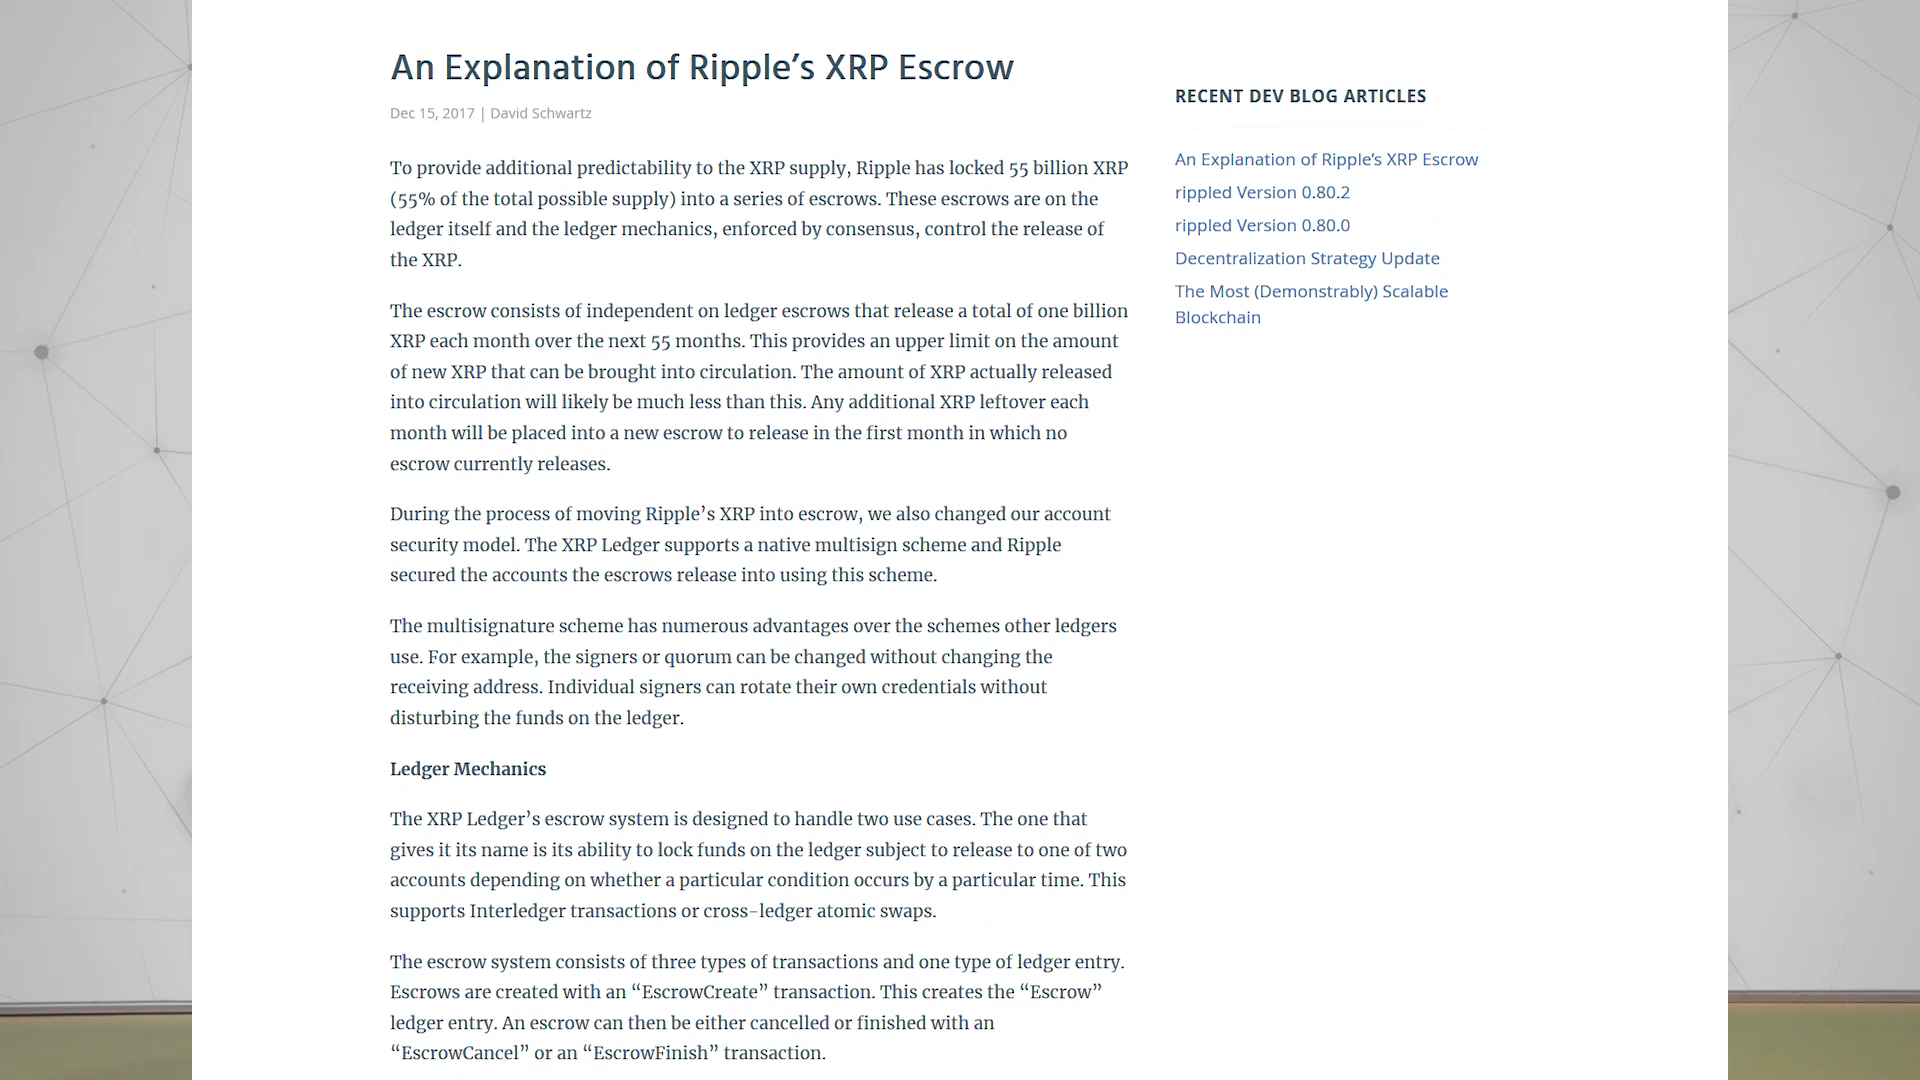 An Explanation of Ripple’s XRP Escrow
Dec 15, 2017 | David Schwartz
To provide additional predictability to the XRP supply, Ripple has locked 55 billion XRP
(55% of the total possible supply) into a series of escrows. These escrows are on the
ledger itself and the ledger mechanics, enforced by consensus, control the release of
the XRP.
The escrow consists of independent on ledger escrows that release a total of one billion
XRP each month over the next 55 months. This provides an upper limit on the amount
of new XRP that can be brought into circulation. The amount of XRP actually released
into circulation will likely be much less than this. Any additional XRP leftover each
month will be placed into a new escrow to release in the first month in which no
escrow currently releases.
During the process of moving Ripple’s XRP into escrow, we also changed our account
security model. The XRP Ledger supports a native multisign scheme and Ripple
secured the accounts the escrows release into using this scheme.
The multisignature scheme has numerous advantages over the schemes other ledgers
use. For example, the signers or quorum can be changed without changing the
receiving address. Individual signers can rotate their own credentials without
disturbing the funds on the ledger.
Ledger Mechanics
The XRP Ledger’s escrow system is designed to handle two use cases. The one that
gives it its name is its ability to lock funds on the ledger subject to release to one of two
accounts depending on whether a particular condition occurs by a particular time. This
supports Interledger transactions or cross-ledger atomic swaps.
The escrow system consists of three types of transactions and one type of ledger entry.
Escrows are created with an “EscrowCreate” transaction. This creates the “Escrow”
ledger entry. An escrow can then be either cancelled or finished with an
“EscrowCancel” or an “EscrowFinish” transaction.
RECENT DEV BLOG ARTICLES
An Explanation of Ripple’s XRP Escrow
rippled Version 0.80.2
rippled Version 0.80.0
Decentralization Strategy Update
The Most (Demonstrably) Scalable
Blockchain